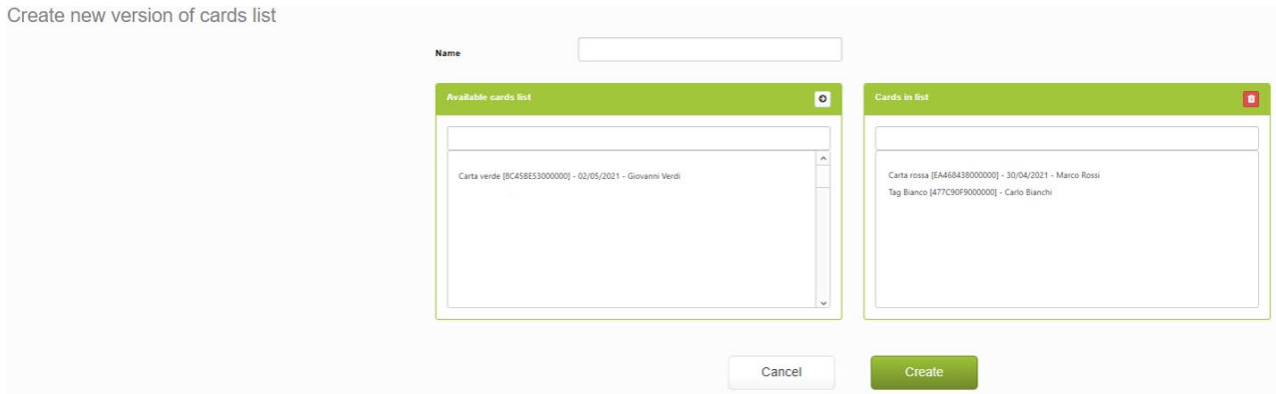 Create new version of cards list
Name
Available cards list
Cards in list
Carta verde [8C458E53000000] - 02/05/2021 - Giovanni Verdi
Carta rossa [EA468438000000] - 30/04/2021 - Marco Rossi
Tag Bianco [477C90F9000000] - Carlo Bianchi
Cancel
Create